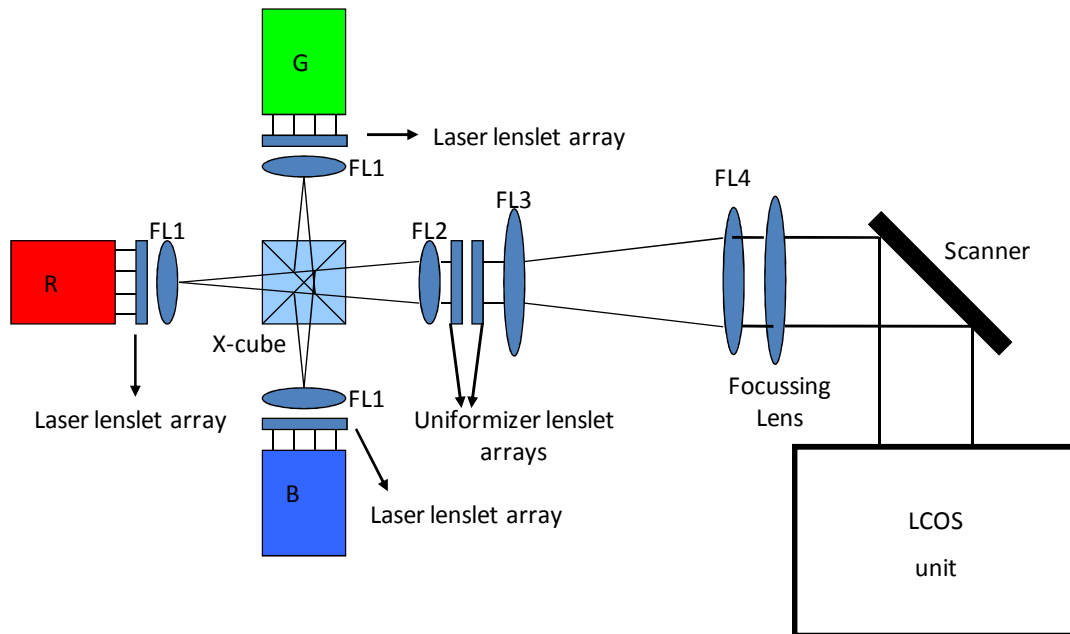 G
Laser lenslet array
FL1
FL4
FL3
FL1
FL2
R
Scanner
X-cube
FL1
Focussing
Lens
Laser lenslet array
Uniformizer lenslet
arrays
B
Laser lenslet array
LCOS
unit